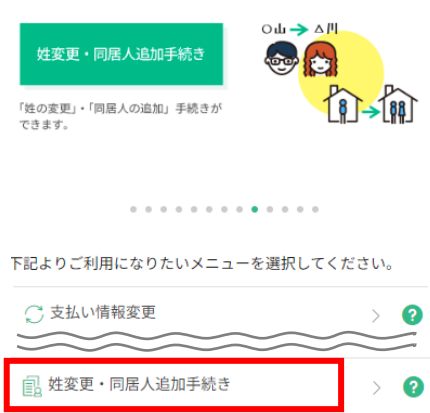 姓変更・同居人追加手続き
○山→△川
「姓の変更」・「同居人の追加」手続きが
できます。
下記よりご利用になりたいメニューを選択してください。
支払い情報変更
?
姓変更・同居人追加手続き
?